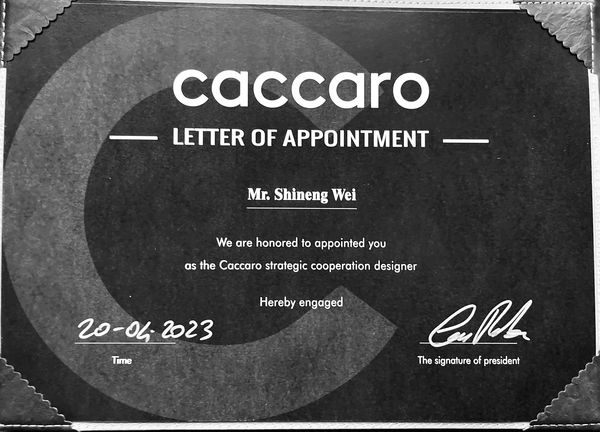 caccaro
LETTER OF APPOINTMENT
Mr. Shineng Wei
We are honored to appointed you
as the Caccaro strategic cooperation designer
Hereby engaged
20-04-2023
Time
The signature of president